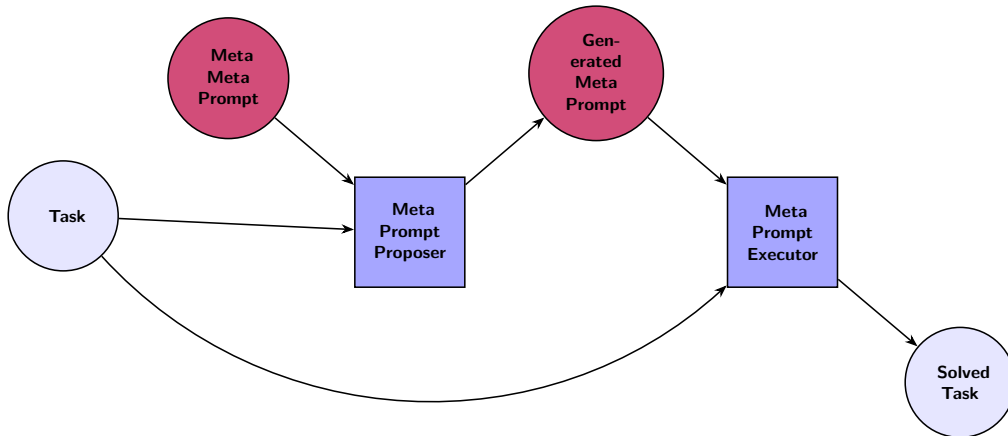 Meta
Meta
Prompt
Gen-
erated
Meta
Prompt
Task
Meta
Prompt
Proposer
Meta
Prompt
Executor
Solved
Task